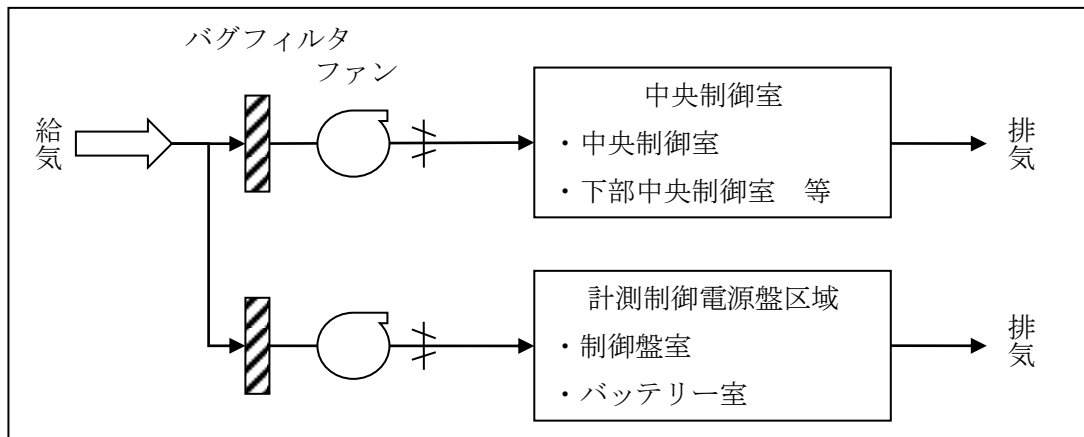 バグフィルタ
ファン
給気
中央制御室
・中央制御室
・下部中央制御室　等
排気
計測制御電源盤区域
・制御盤室
・バッテリー室
排気